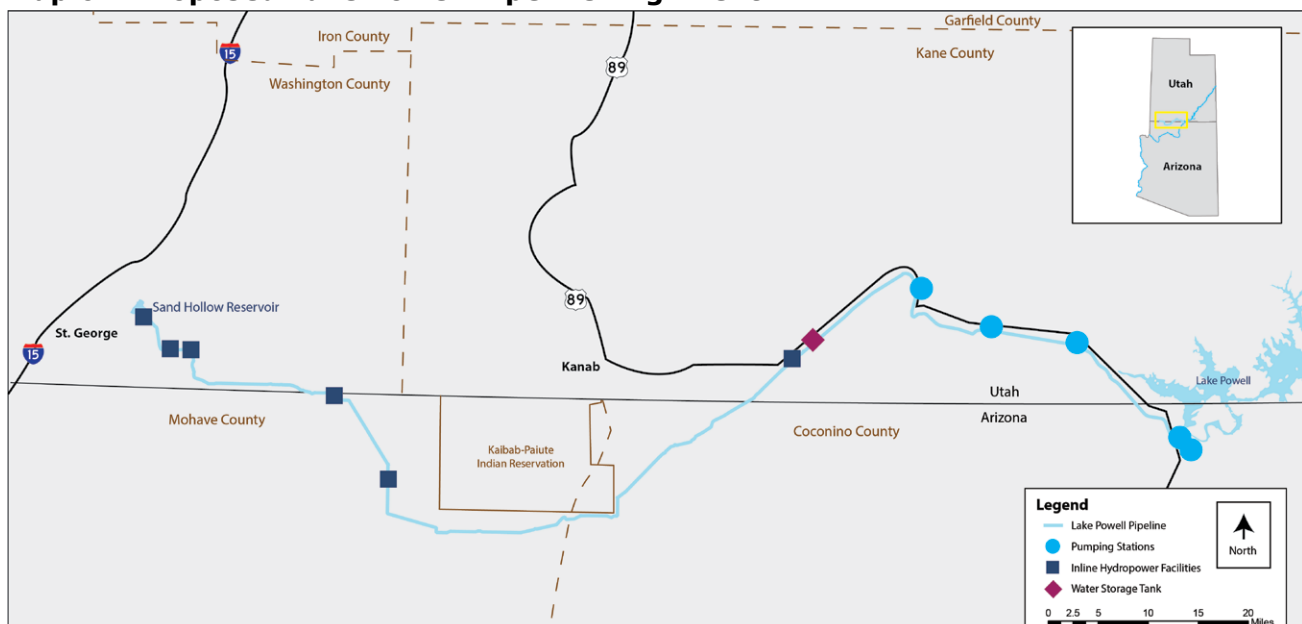 Iron County
Garfield County
15
Washington County
89
Kane County
Utah
Arizona
89
Sand Hollow Reservoir
St. George
15
Kanab
Lake Powell
Utah
Arizona
Mohave County
Coconino County
Kaibab-Paiute
Indian Reservation
Legend
Lake Powell Pipeline
Pumping Stations
Inline Hydropower Facilities
Water Storage Tank
North
0 2.5 5 10 15 20
Miles